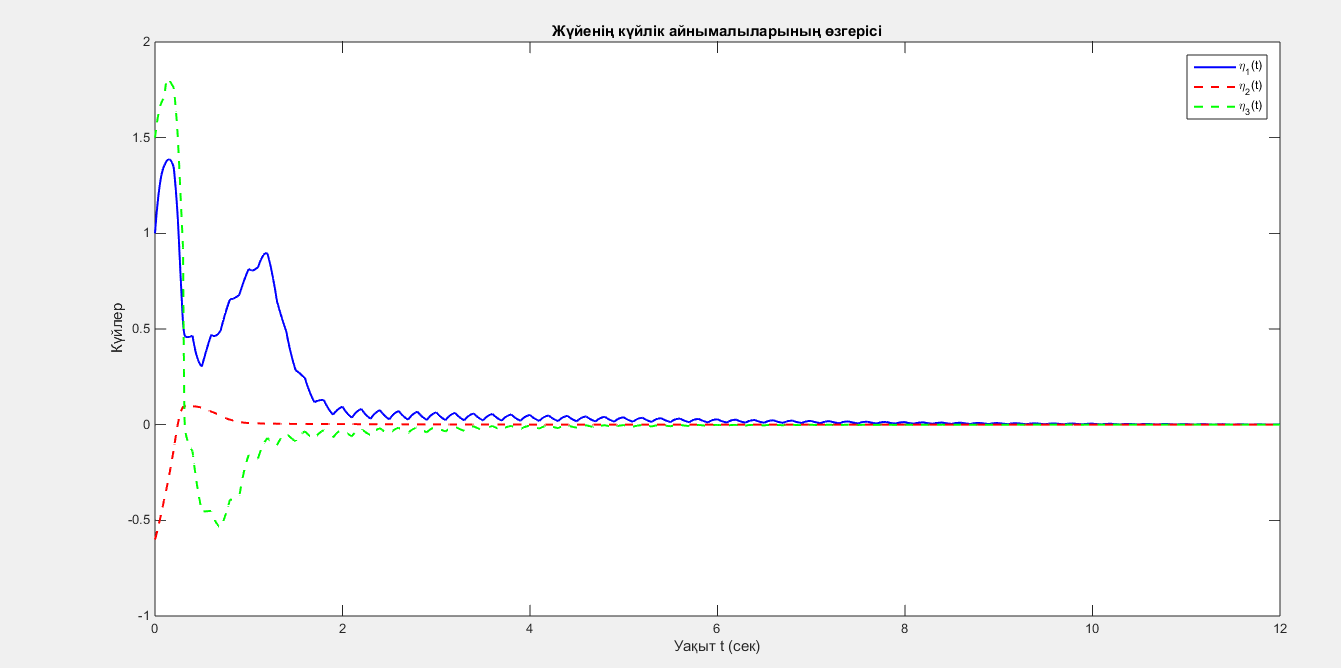 Жүйенің күйлік айнымалыларының өзгерісі
η1(t)
η2(t)
η3(t)
Күйлер
2
1.5
1
0.5
0
-0.5
-1
0 2 4 6 8 10 12
Уақыт t (сек)